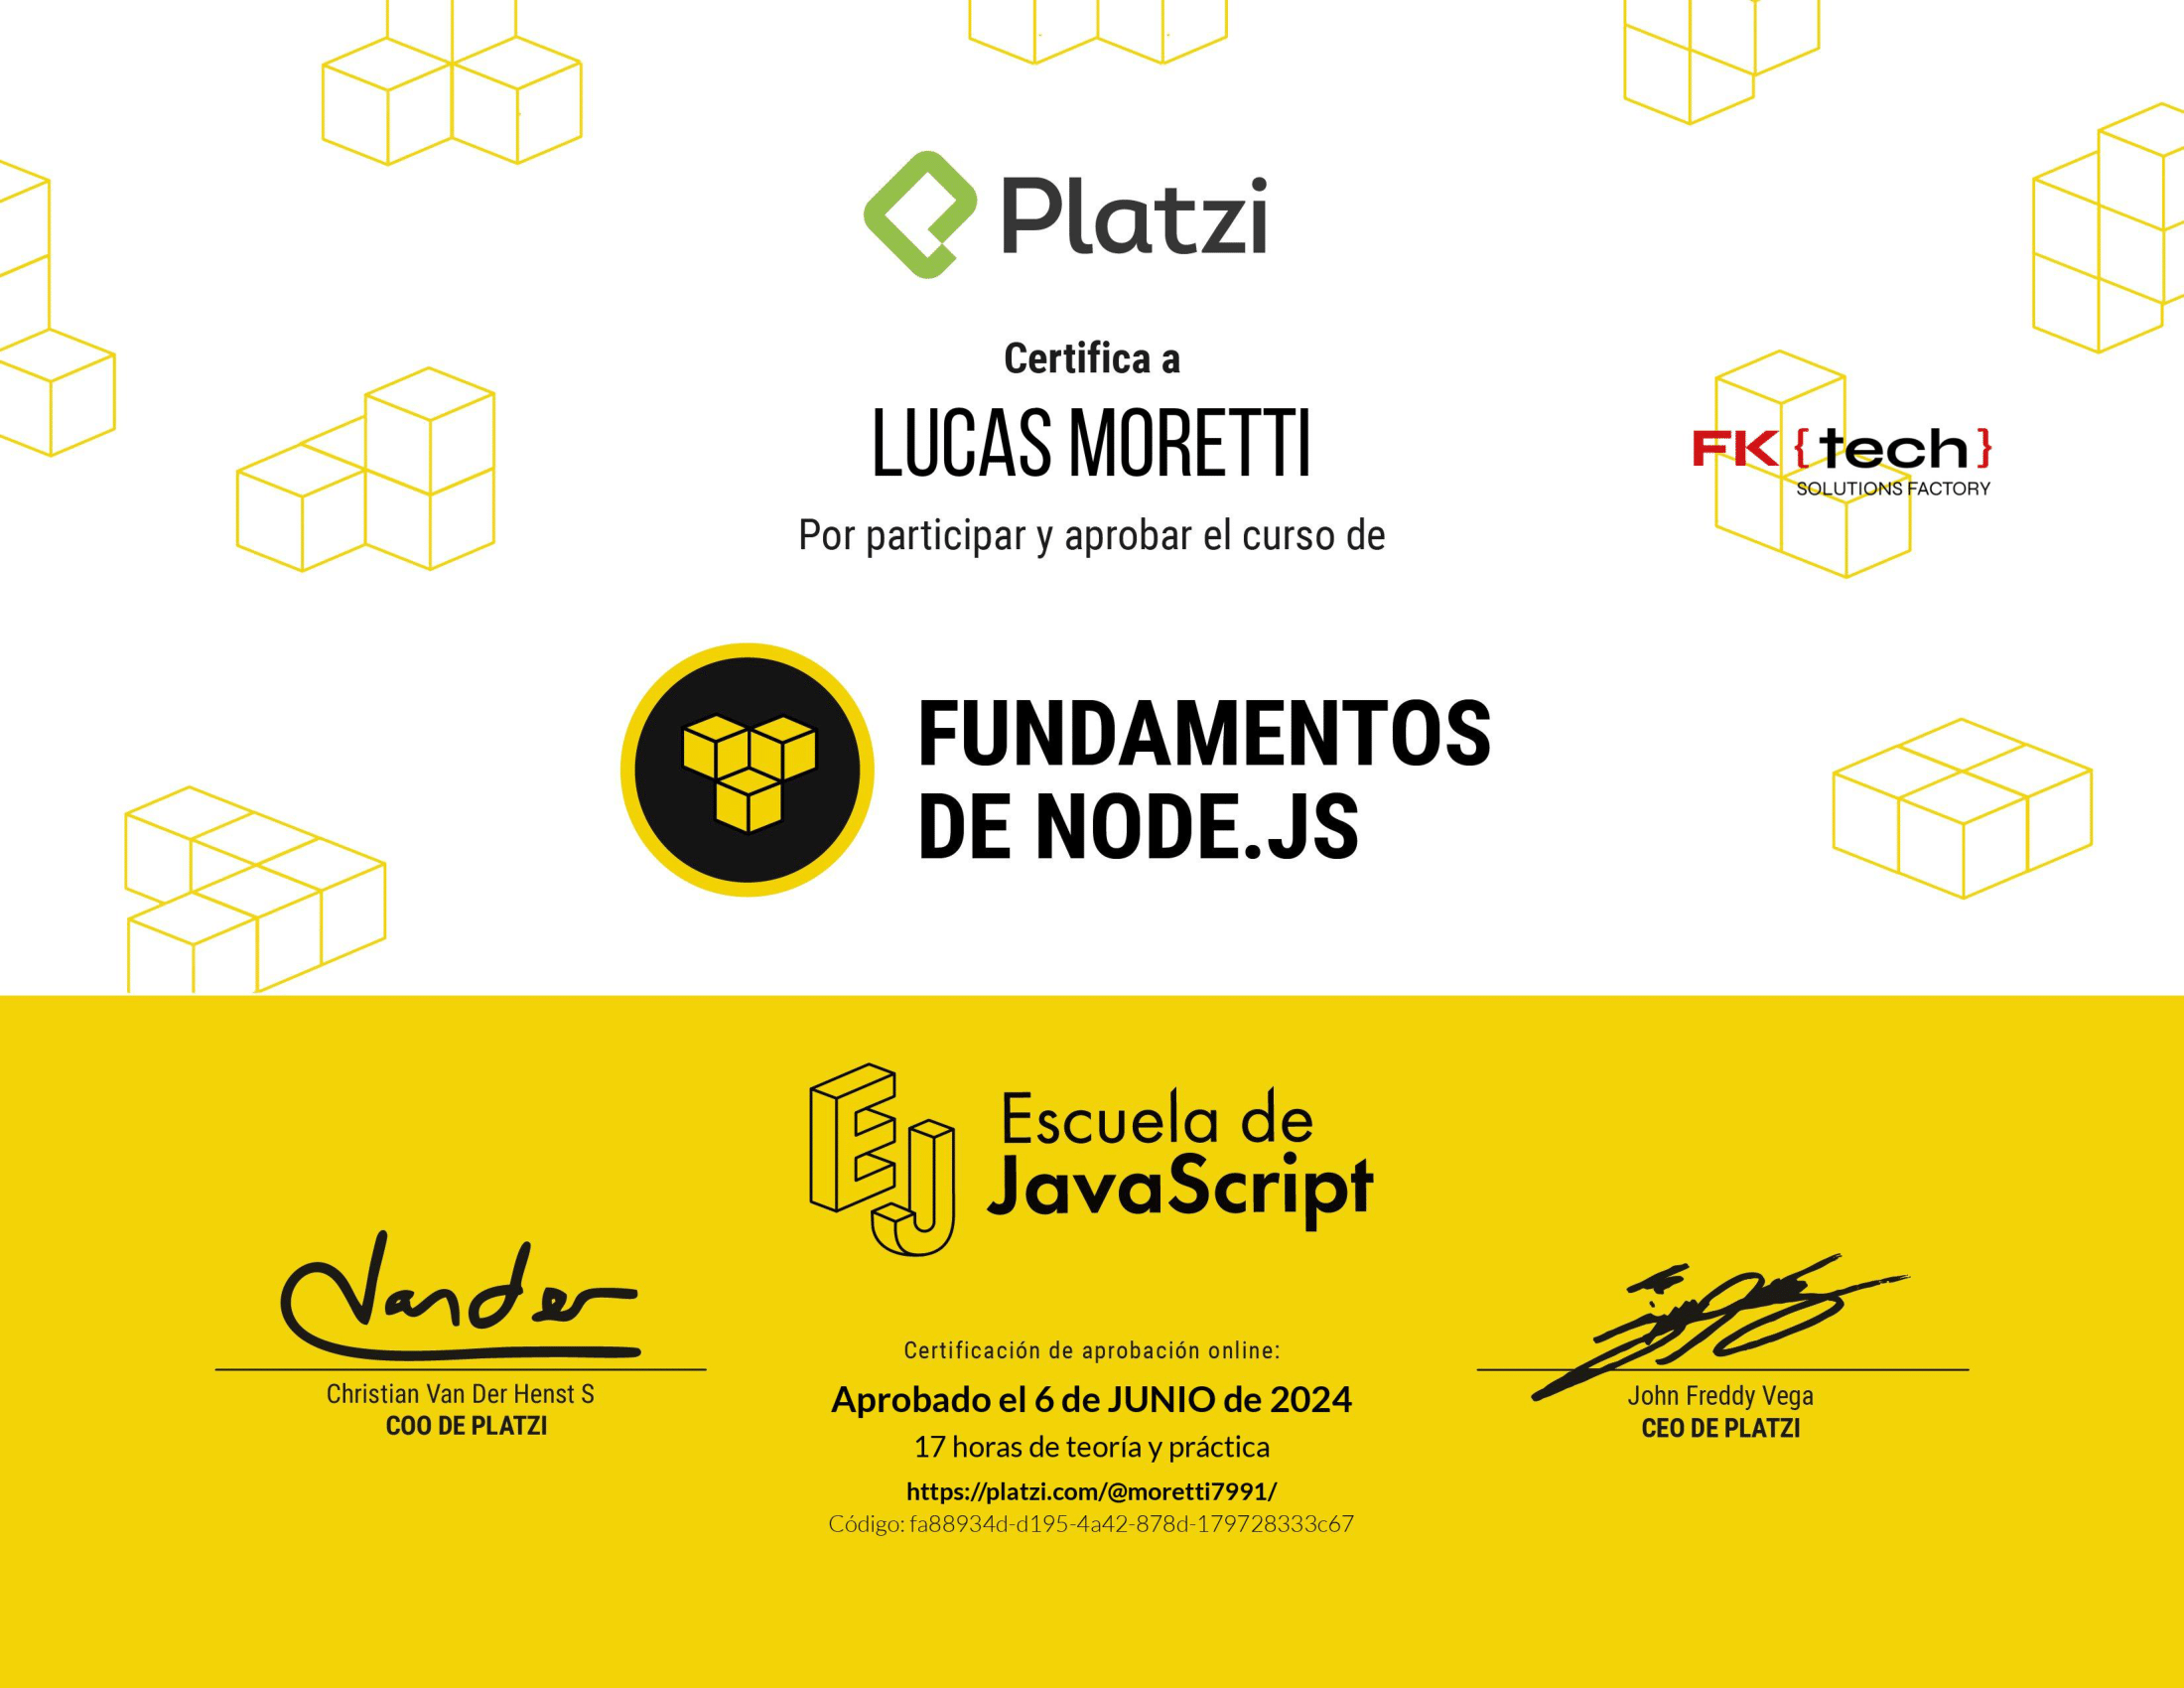 Platzi
Certifica a
LUCAS MORETTI
Por participar y aprobar el curso de
FK {tech}
SOLUTIONS FACTORY
FUNDAMENTOS
DE NODE.JS
EJ
Escuela de
JavaScript
Vander
Christian Van Der Henst S
COO DE PLATZI
Certificación de aprobación online:
Aprobado el 6 de JUNIO de 2024
17 horas de teoría y práctica
https://platzi.com/@moretti7991/
Código: fa88934d-d195-4a42-878d-179728333c67
John Freddy Vega
CEO DE PLATZI